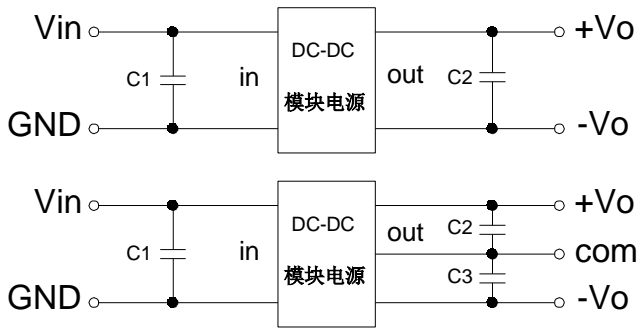 Vin
+Vo
DC-DC
C1
in
out
C2
模块电源
GND
-Vo
Vin
+Vo
DC-DC
out
C2
C1
in
com
模块电源
C3
GND
-Vo